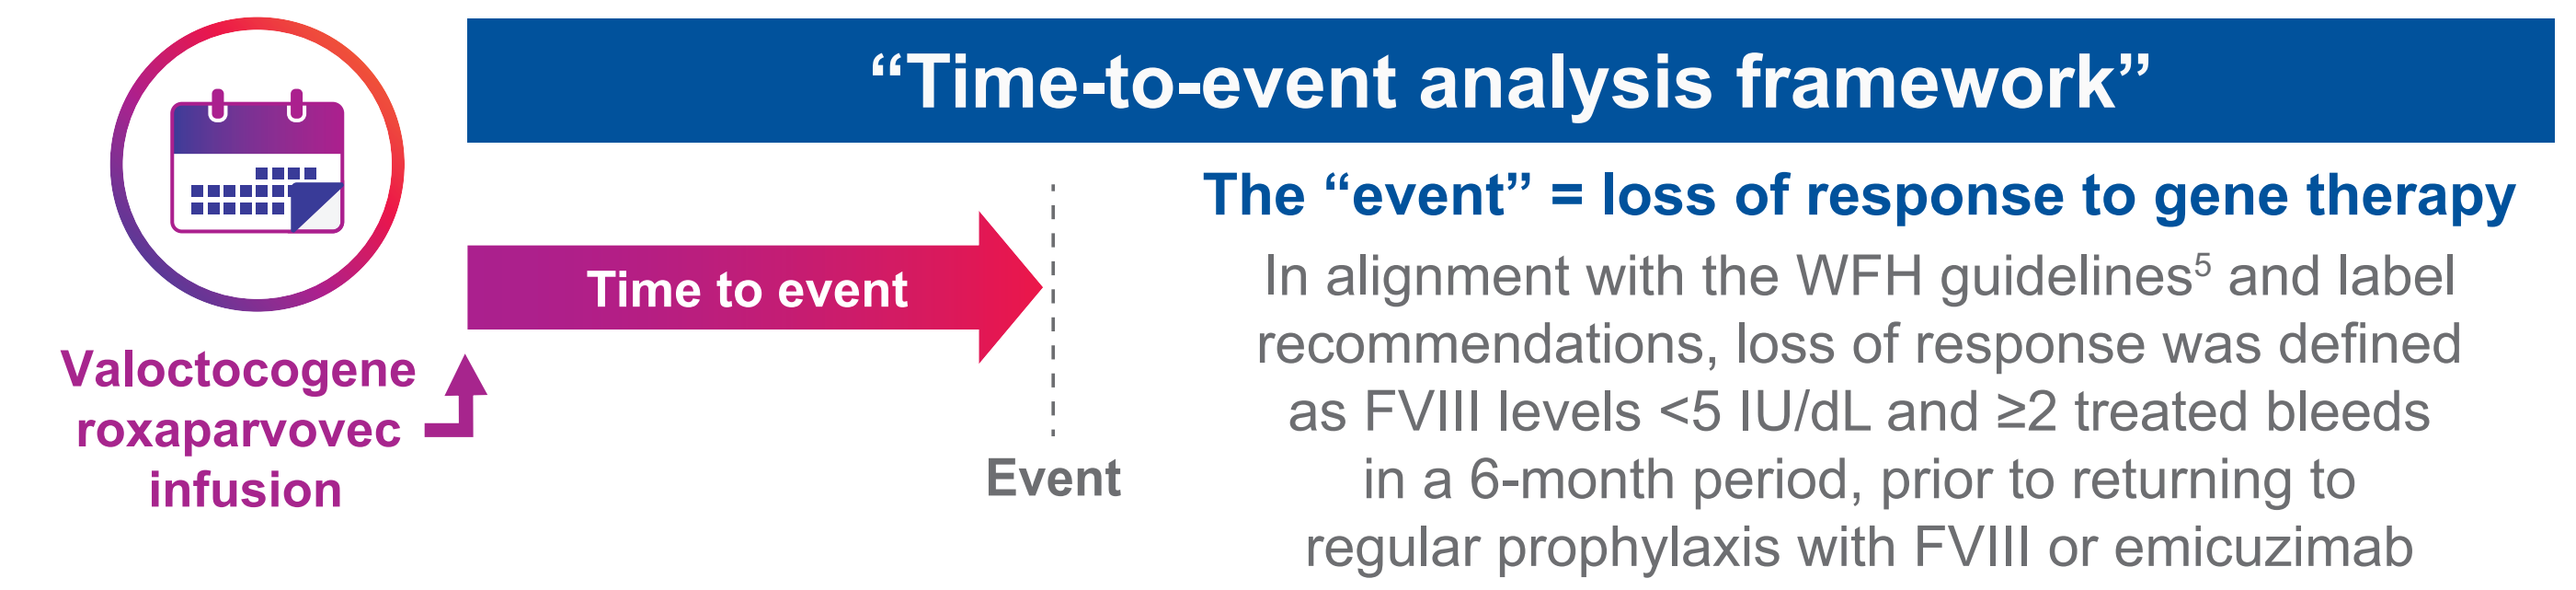 “Time-to-event analysis framework”
Valoctocogene
roxaparvovec
infusion
Time to event
Event
The “event” = loss of response to gene therapy
In alignment with the WFH guidelines⁵ and label
recommendations, loss of response was defined
as FVIII levels <5 IU/dL and ≥2 treated bleeds
in a 6-month period, prior to returning to
regular prophylaxis with FVIII or emicuzimab